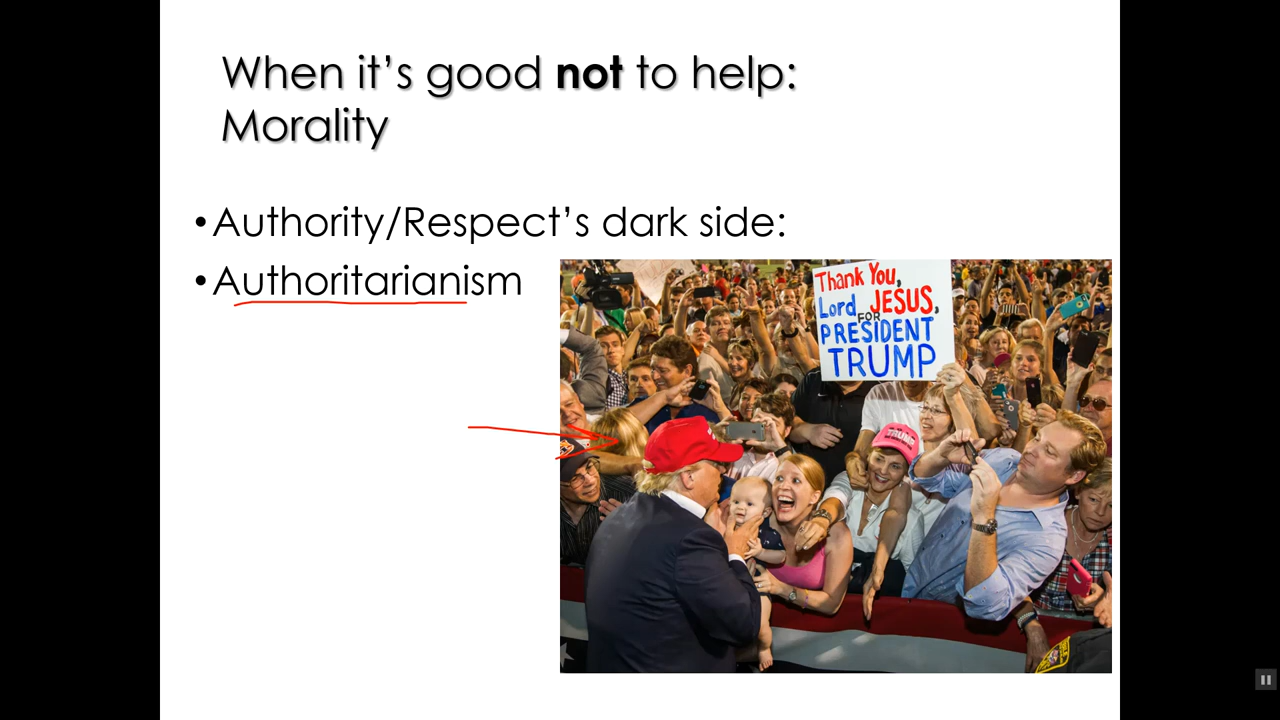 When it’s good not to help:
Morality
•Authority/Respect’s dark side:
•Authoritarianism
Thank You,
Lord JESUS,
FOR
PRESIDENT
TRUMP
TRUMP